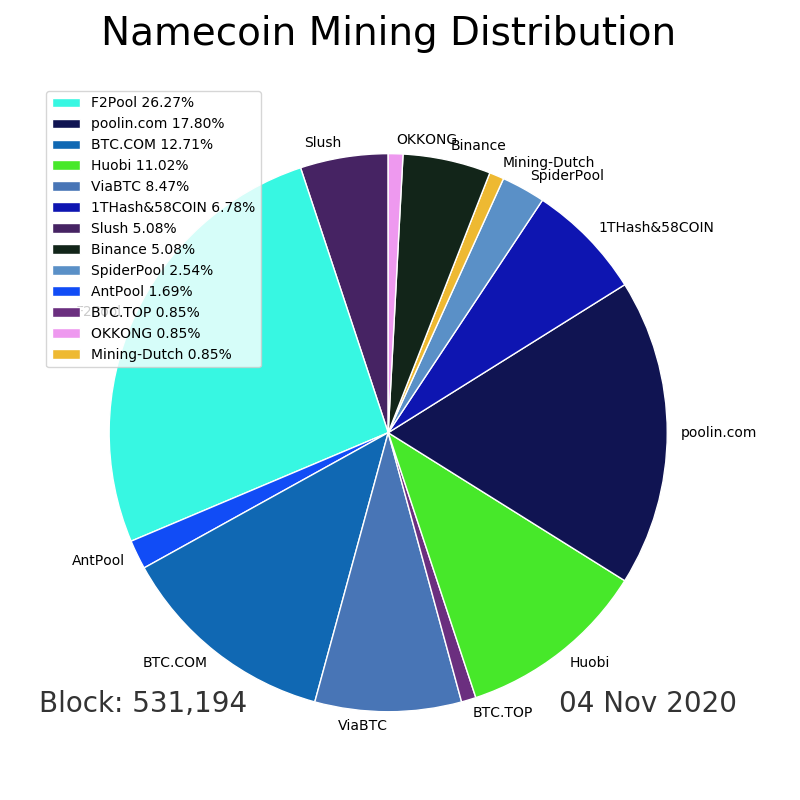 Namecoin Mining Distribution
F2Pool 26.27%
poolin.com 17.80%
BTC.COM 12.71%
Huobi 11.02%
ViaBTC 8.47%
1THash&58COIN 6.78%
Slush 5.08%
Binance 5.08%
SpiderPool 2.54%
AntPool 1.69%
BTC.TOP 0.85%
OKKONG 0.85%
Mining-Dutch 0.85%
Slush
OKKONG
Binance
Mining-Dutch
SpiderPool
1THash&58COIN
poolin.com
AntPool
BTC.COM
Huobi
ViaBTC
BTC.TOP
Block: 531,194
04 Nov 2020